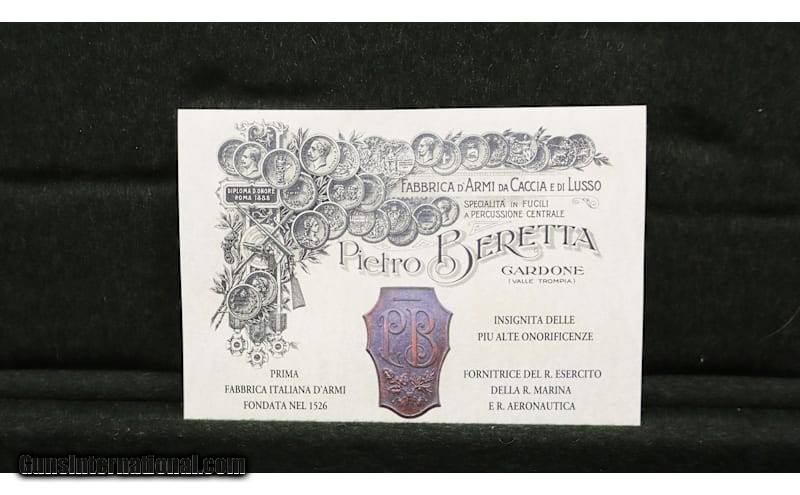 FABBRICA D'ARMI DA CACCIA E DI LUSSO
DIPLOMA D'ONORE
ROMA 1888
SPECIALITÀ IN FUCILI
A PERCUSSIONE CENTRALE
Pietro BERETTA
GARDONE
(VALLE TROMPIA)
PB
INSIGNITA DELLE
PIU ALTE ONORIFICENZE
PRIMA
FABBRICA ITALIANA D'ARMI
FONDATA NEL 1526
FORNITRICE DEL R. ESERCITO
DELLA R. MARINA
E R. AERONAUTICA
GunsInternational.com